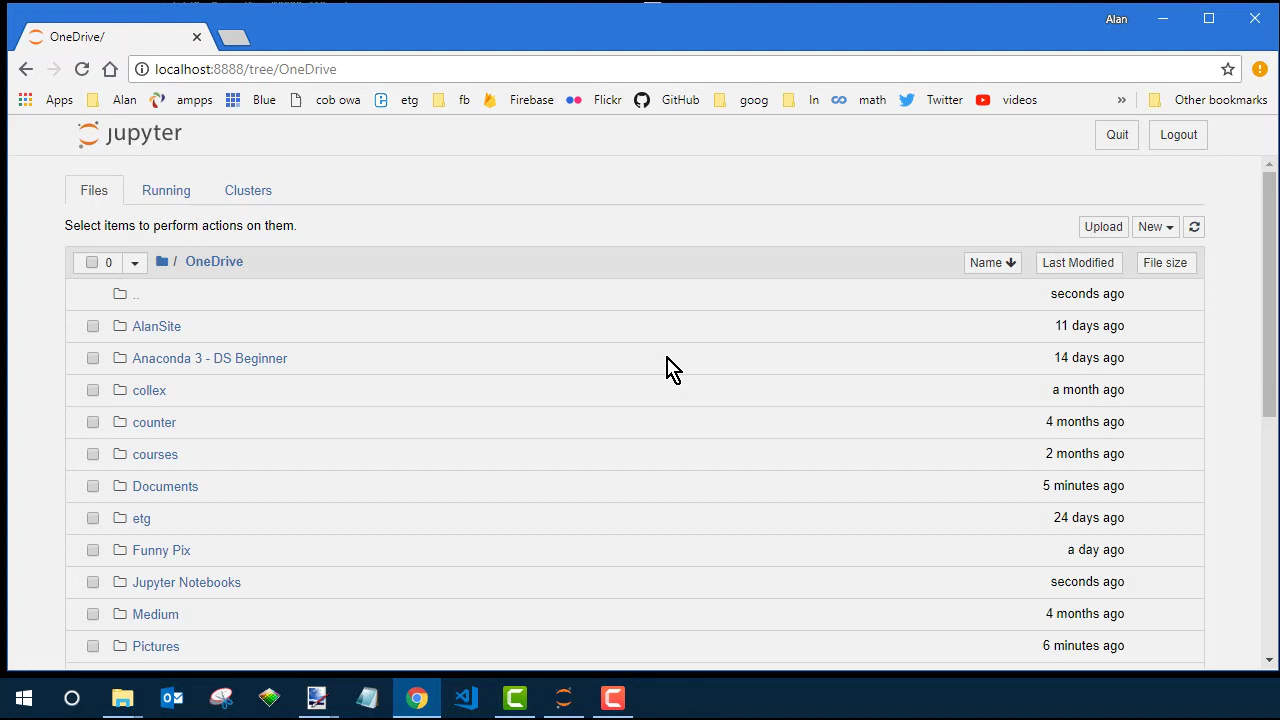 Alan
OneDrive/
localhost:8888/tree/OneDrive
Apps Alan ampps Blue cob owa etg fb Firebase Flickr GitHub goog In math Twitter videos » Other bookmarks
jupyter Quit Logout
Files Running Clusters
Select items to perform actions on them. Upload New
0 / OneDrive Name Last Modified File size
.. seconds ago
AlanSite 11 days ago
Anaconda 3 - DS Beginner 14 days ago
collex a month ago
counter 4 months ago
courses 2 months ago
Documents 5 minutes ago
etg 24 days ago
Funny Pix a day ago
Jupyter Notebooks seconds ago
Medium 4 months ago
Pictures 6 minutes ago